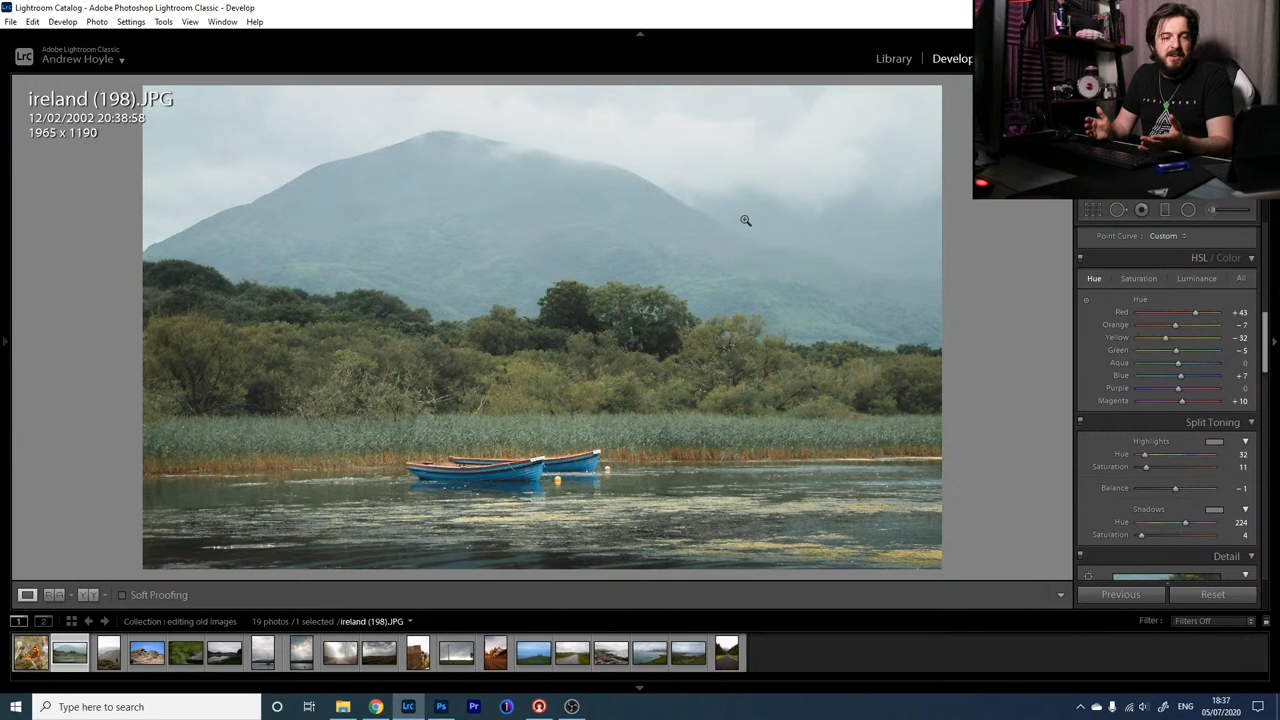 Lightroom Catalog - Adobe Photoshop Lightroom Classic - Develop
File Edit Develop Photo Settings Tools View Window Help
LrC
Adobe Lightroom Classic
Andrew Hoyle
Library | Develop
ireland (198).JPG
12/02/2002 20:38:58
1965 x 1190
Point Curve : Custom
HSL / Color
Hue Saturation Luminance All
Hue
Red + 43
Orange - 7
Yellow - 32
Green - 5
Aqua 0
Blue + 7
Purple 0
Magenta + 10
Split Toning
Highlights
Hue 32
Saturation 11
Balance - 1
Shadows
Hue 224
Saturation 4
Detail
Previous Reset
Soft Proofing
1 2 Collection : editing old images 19 photos / 1 selected / ireland (198).JPG Filter : Filters Off
Type here to search
LrC Ps Pr
ENG
18:37
05/07/2020